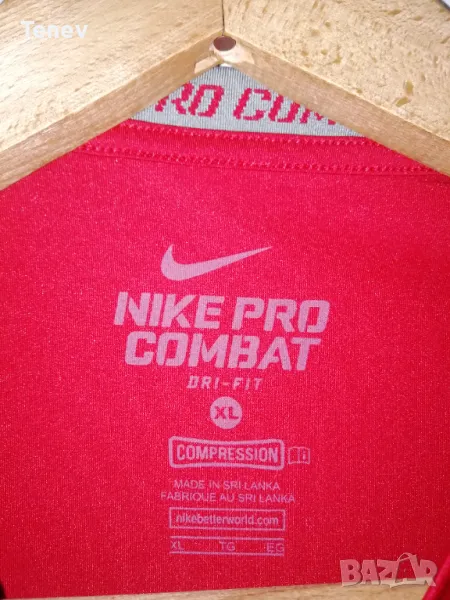 Tenev
RO COM
NIKE PRO
COMBAT
DRI-FIT
XL
COMPRESSION
MADE IN SRI LANKA
FABRIQUE AU SRI LANKA
nikebetterworld.com
XL TG EG
BAZAR